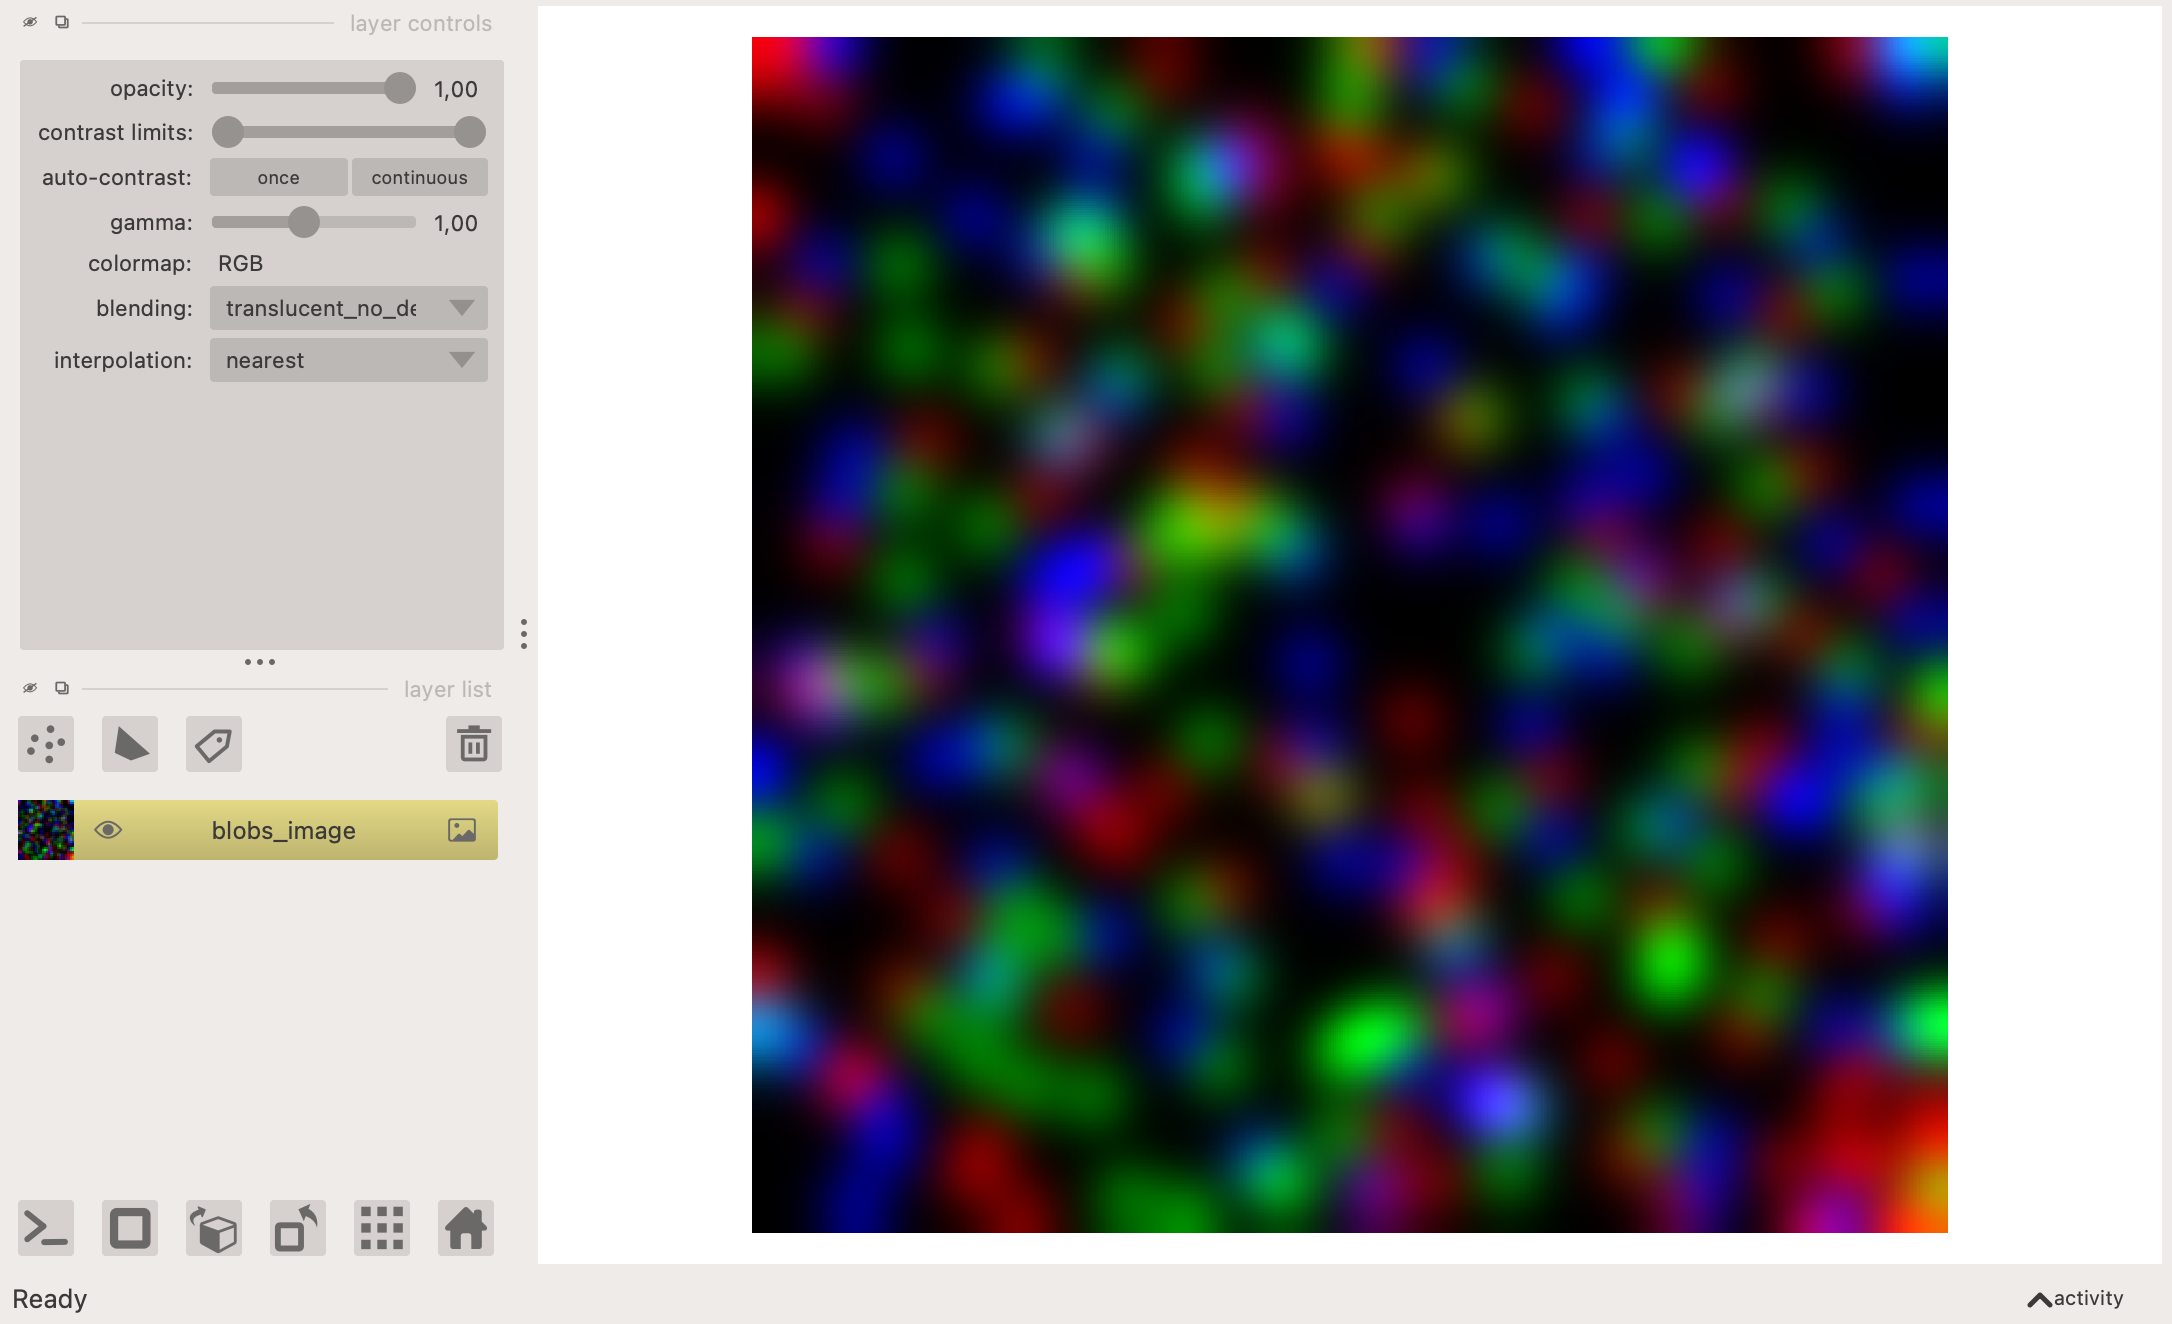 layer controls
opacity: 1,00
contrast limits:
auto-contrast: once continuous
gamma: 1,00
colormap: RGB
blending: translucent_no_de
interpolation: nearest
layer list
blobs_image
Ready
activity